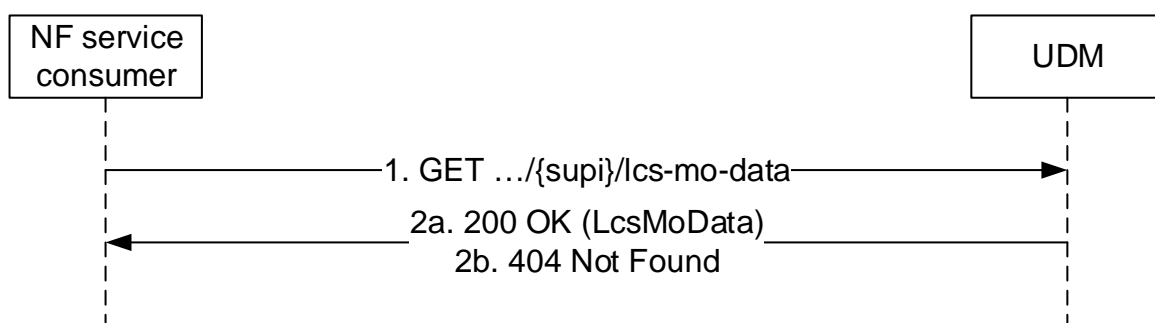 NF service
consumer
UDM
1. GET …/{supi}/lcs-mo-data
2a. 200 OK (LcsMoData)
2b. 404 Not Found